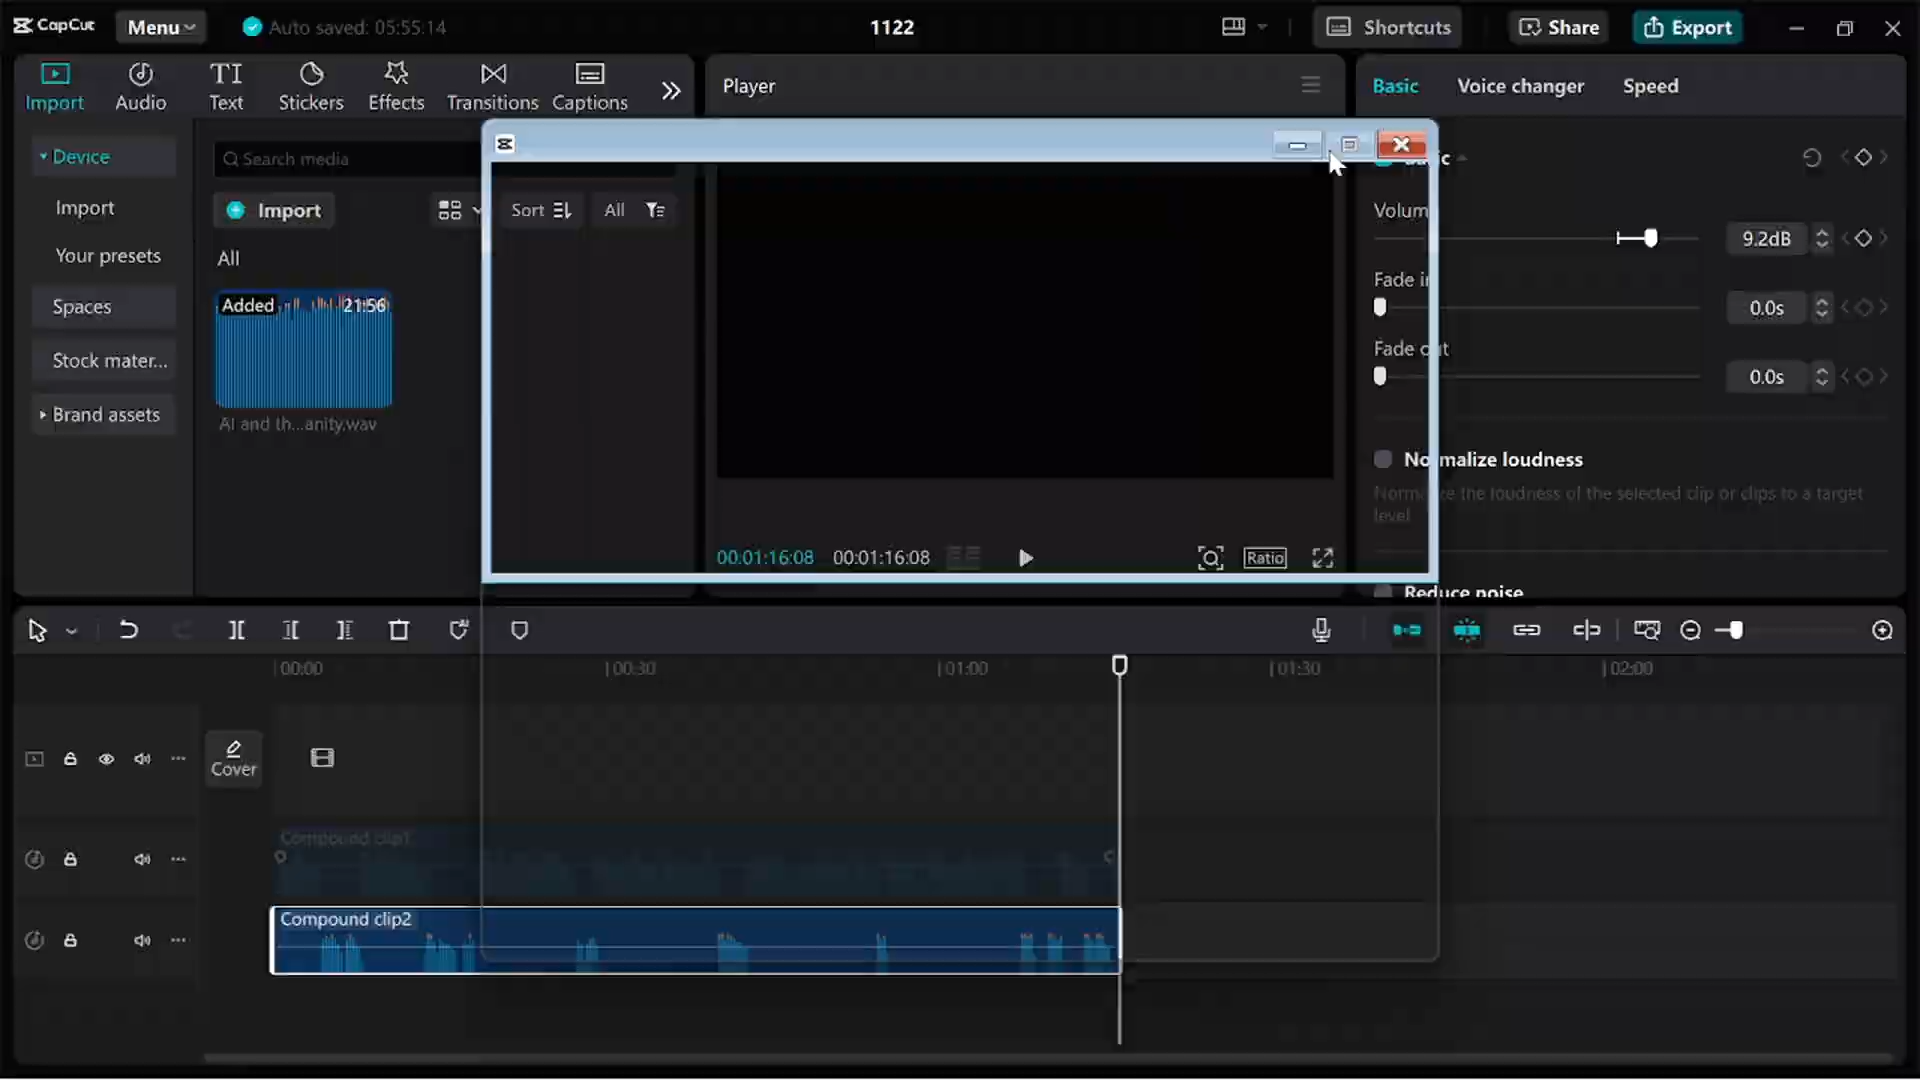 CapCut
Menu
Auto saved: 05:55:14
1122
Shortcuts
Share
Export
Import
Audio
TI
Text
Stickers
Effects
Transitions
Captions
Player
Basic
Voice changer
Speed
Device
Import
Your presets
Spaces
Stock mater...
Brand assets
Search media
Import
Sort
All
All
Added
21:56
AI and th...anity.wav
Volum
9.2dB
Fade in
0.0s
Fade out
0.0s
Normalize loudness
Normalize the loudness of the selected clip or clips to a target
level
Reduce noise
00:01:16:08
00:01:16:08
Ratio
00:00
00:30
01:00
01:30
02:00
Cover
Compound clip1
Compound clip2